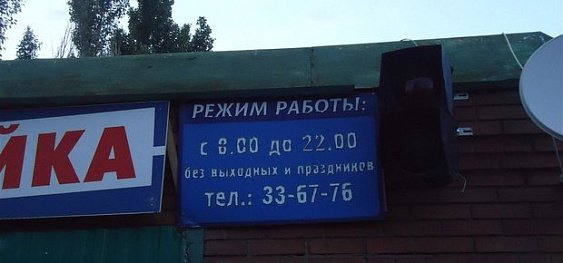 ЙКА
РЕЖИМ РАБОТЫ:
с 8.00 до 22.00
без выходных и праздников
тел.: 33-67-76